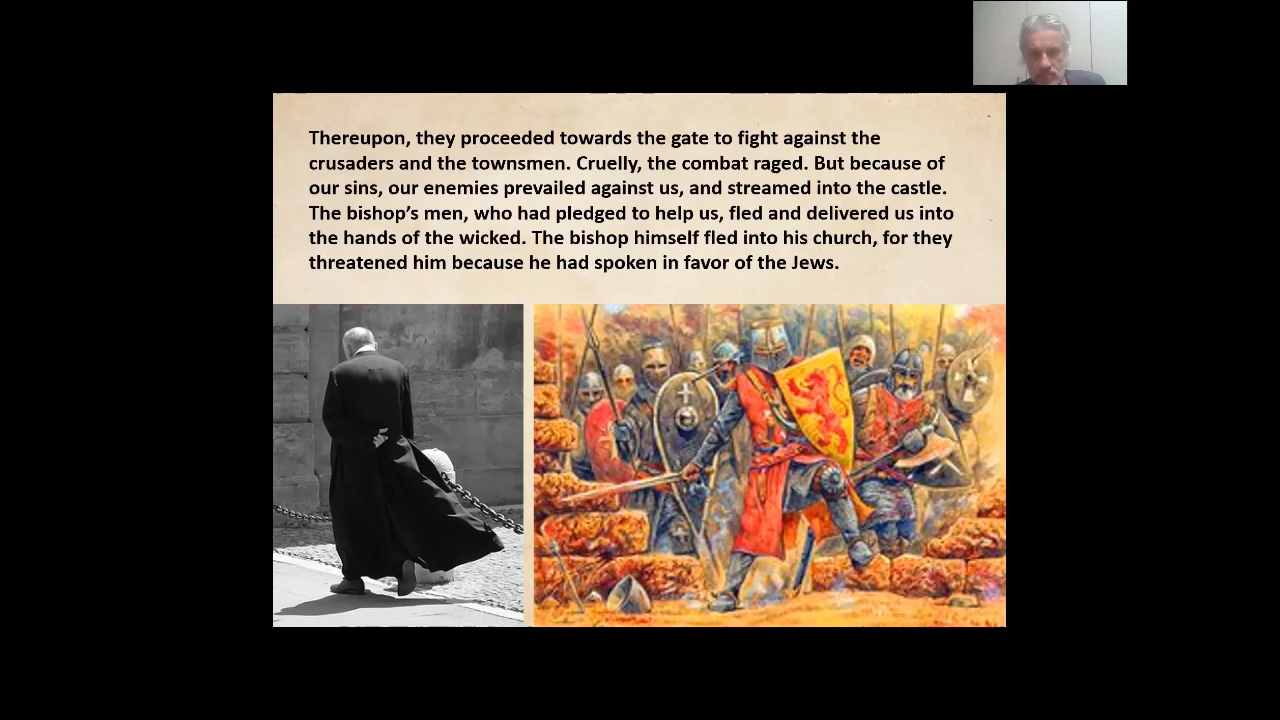 Thereupon, they proceeded towards the gate to fight against the
crusaders and the townsmen. Cruelly, the combat raged. But because of
our sins, our enemies prevailed against us, and streamed into the castle.
The bishop’s men, who had pledged to help us, fled and delivered us into
the hands of the wicked. The bishop himself fled into his church, for they
threatened him because he had spoken in favor of the Jews.